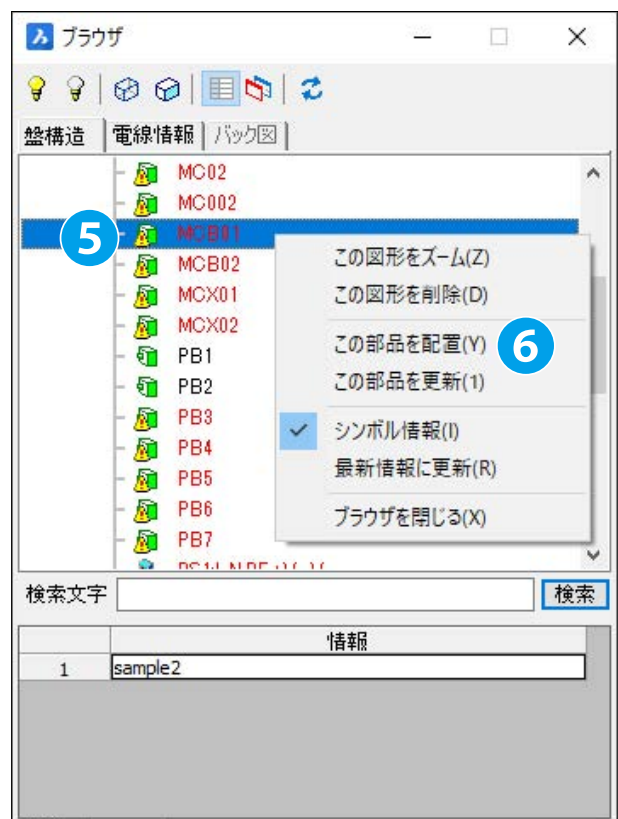 ブラウザ
盤構造 電線情報 バック図
MC02
MC002
5 MCB01
MCB02
MCX01
MCX02
PB1
PB2
PB3
PB4
PB5
PB6
PB7
この図形をズーム(Z)
この図形を削除(D)
この部品を配置(Y) 6
この部品を更新(1)
シンボル情報(I)
最新情報に更新(R)
ブラウザを閉じる(X)
検索文字 検索
情報
1 sample2